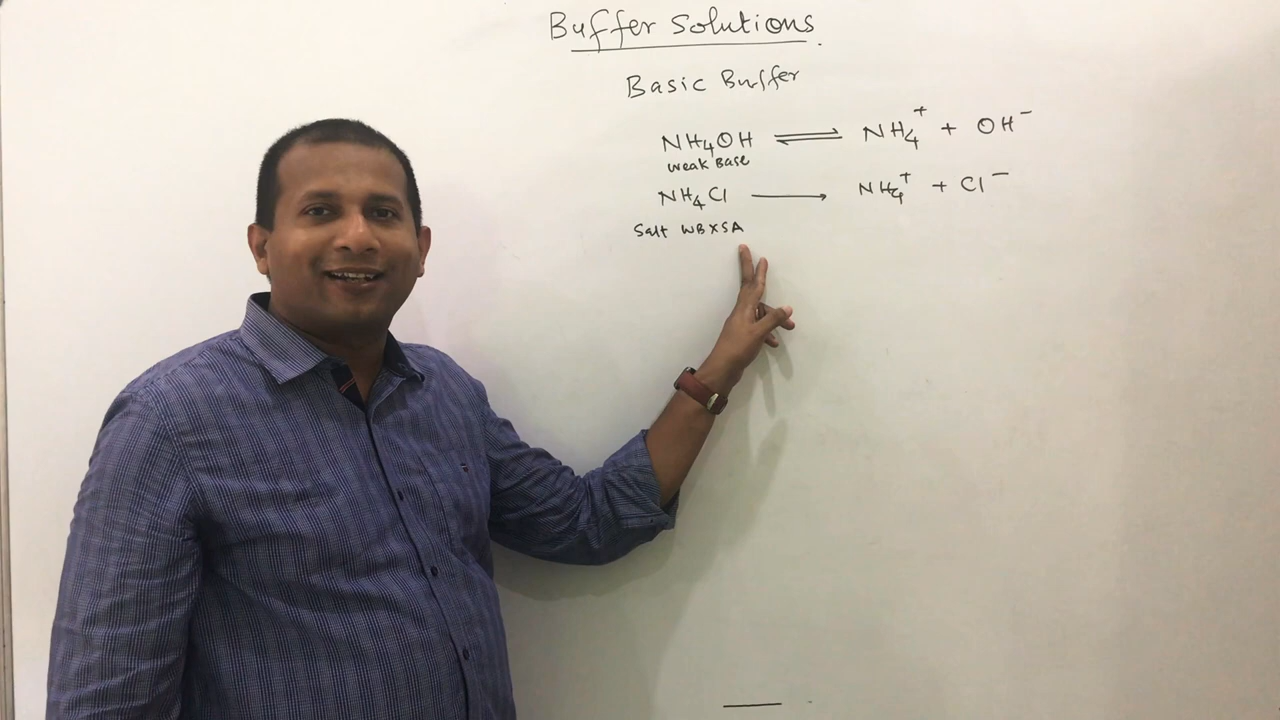 Buffer Solutions.
Basic Buffer
NH₄OH ⇌ NH₄⁺ + OH⁻
Weak Base
NH₄Cl ⟶ NH₄⁺ + Cl⁻
Salt WB×SA